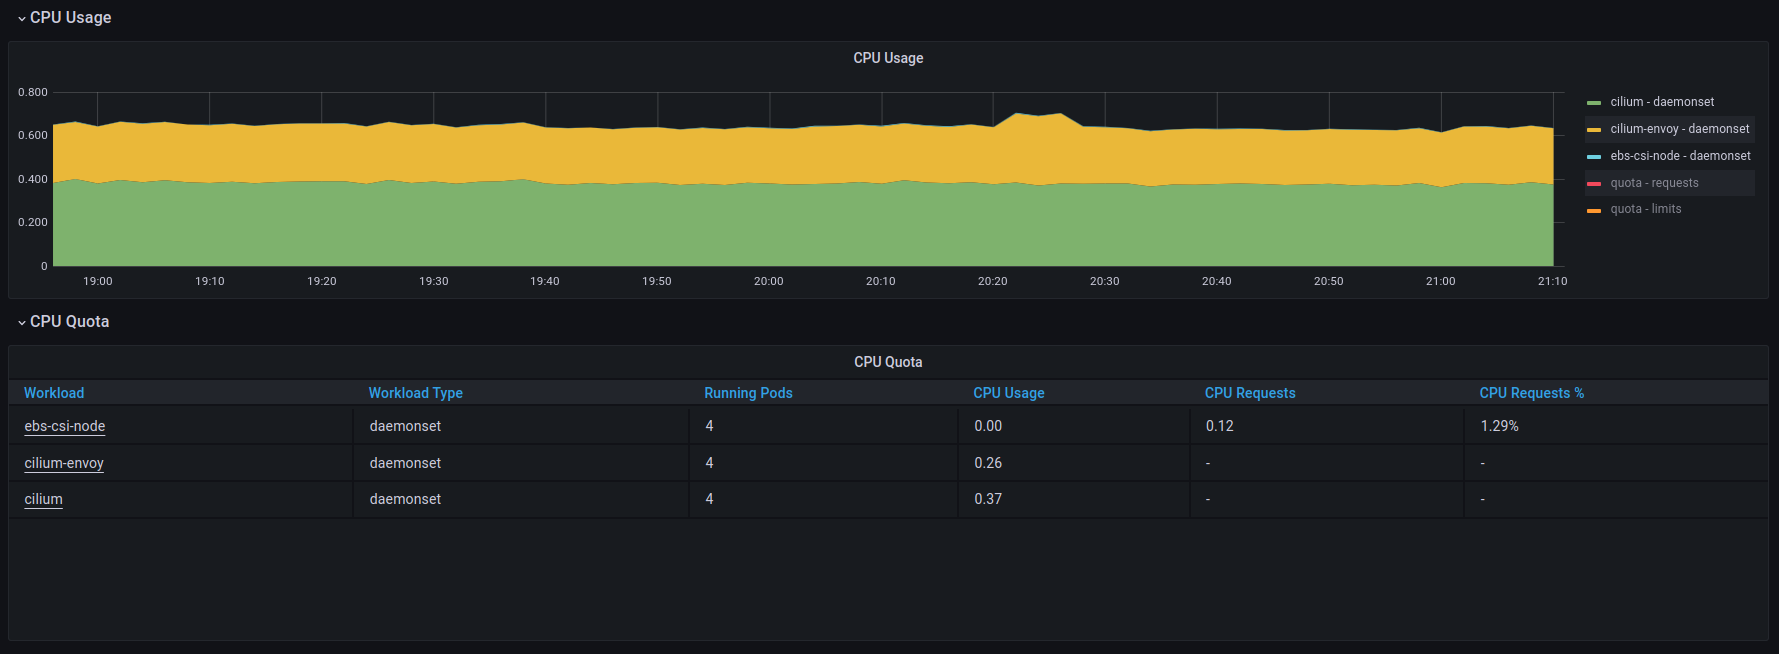 CPU Usage
CPU Usage
0.800
0.600
0.400
0.200
0
19:00 19:10 19:20 19:30 19:40 19:50 20:00 20:10 20:20 20:30 20:40 20:50 21:00 21:10
cilium - daemonset
cilium-envoy - daemonset
ebs-csi-node - daemonset
quota - requests
quota - limits
CPU Quota
CPU Quota
Workload Workload Type Running Pods CPU Usage CPU Requests CPU Requests %
ebs-csi-node daemonset 4 0.00 0.12 1.29%
cilium-envoy daemonset 4 0.26 - -
cilium daemonset 4 0.37 - -